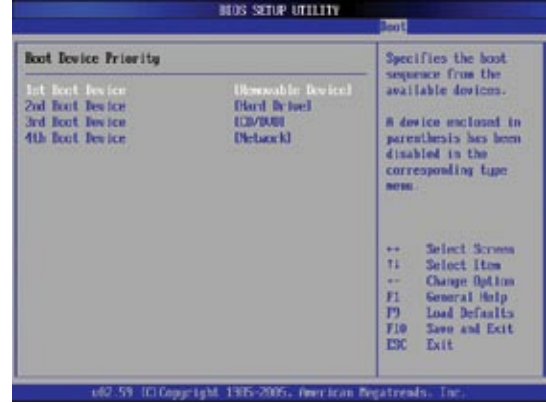 BIOS SETUP UTILITY
Boot
Boot Device Priority
1st Boot Device [Removable Device]
2nd Boot Device [Hard Drive]
3rd Boot Device [CD/DVD]
4th Boot Device [Network]
Specifies the boot
sequence from the
available devices.
A device enclosed in
parenthesis has been
disabled in the
corresponding type
menu.
↔ Select Screen
↑↓ Select Item
+- Change Option
F1 General Help
F9 Load Defaults
F10 Save and Exit
ESC Exit
v02.59 (C)Copyright 1985-2005, American Megatrends, Inc.